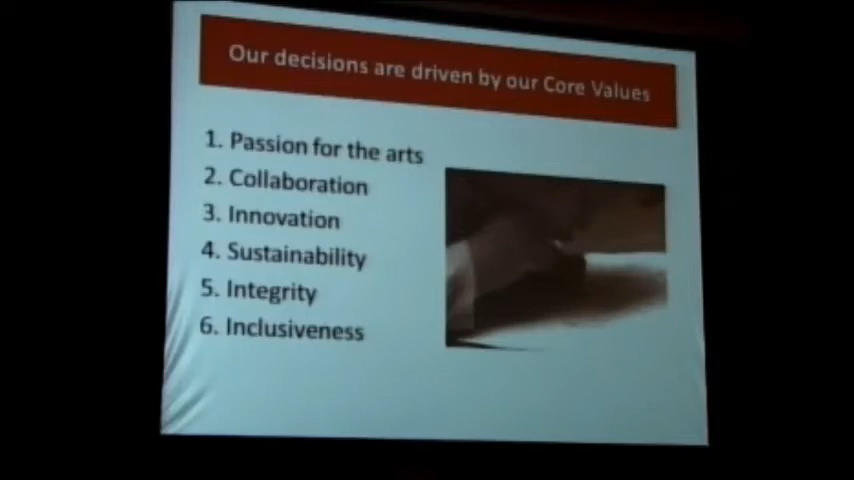 Our decisions are driven by our Core Values
1. Passion for the arts
2. Collaboration
3. Innovation
4. Sustainability
5. Integrity
6. Inclusiveness